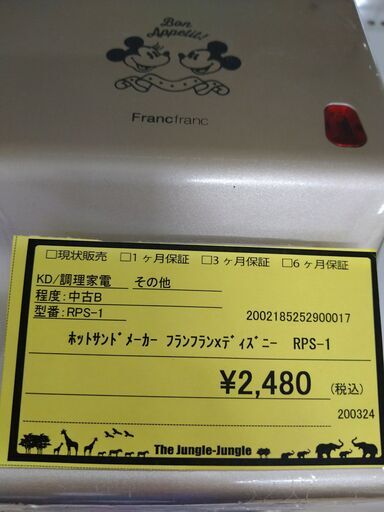 Bon
Appetit!
Francfranc
□現状販売 □1ヶ月保証 □3ヶ月保証 □6ヶ月保証
KD/調理家電 その他
程度:中古B
型番:RPS-1
2002185252900017
ﾎｯﾄｻﾝﾄﾞﾒｰｶｰ ﾌﾗﾝﾌﾗﾝxﾃﾞｨｽﾞﾆｰ RPS-1
¥2,480 (税込)
200324
The Jungle-Jungle